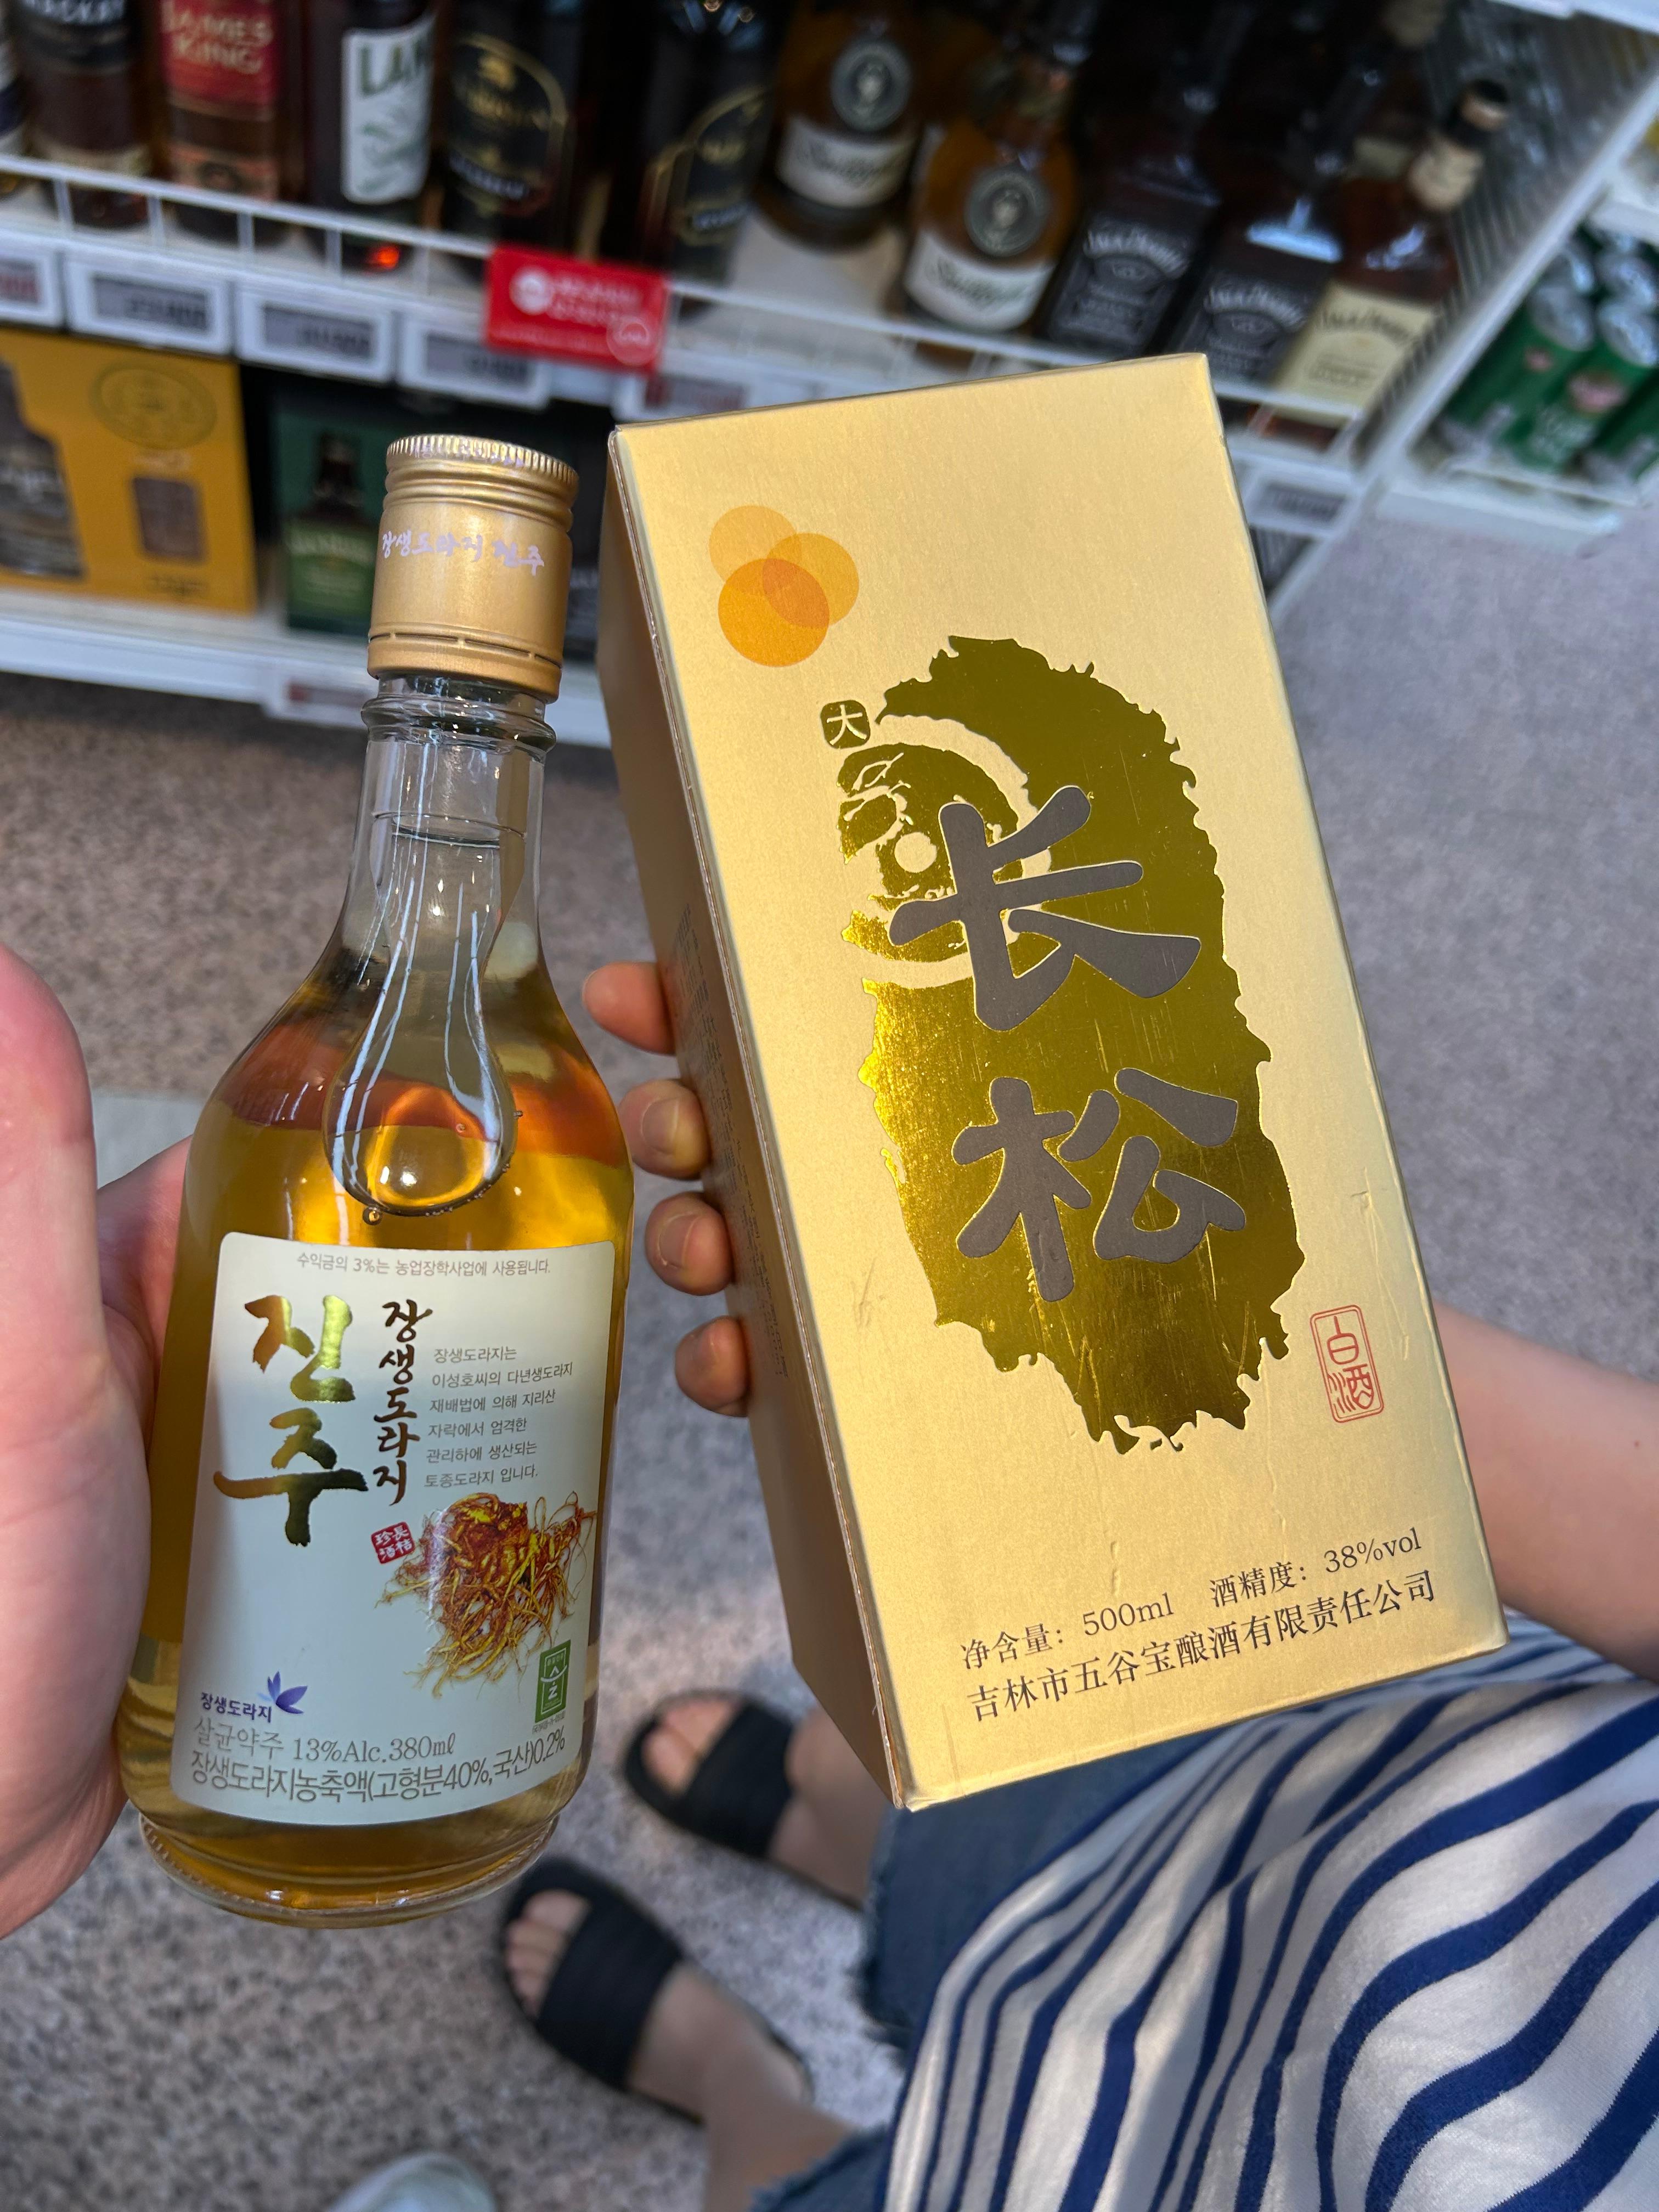 JAMES
KING
장생도라지 진주
수익금의 3%는 농업장학사업에 사용됩니다.
진주
장생도라지
장생도라지는
이성호씨의 다년생도라지
재배법에 의해 지리산
자락에서 엄격한
관리하에 생산되는
토종도라지 입니다.
장생도라지
살균약주 13%Alc.380㎖
장생도라지농축액(고형분40%,국산)0.2%
大
长松
白酒
净含量：500ml 酒精度：38%vol
吉林市五谷宝酿酒有限责任公司